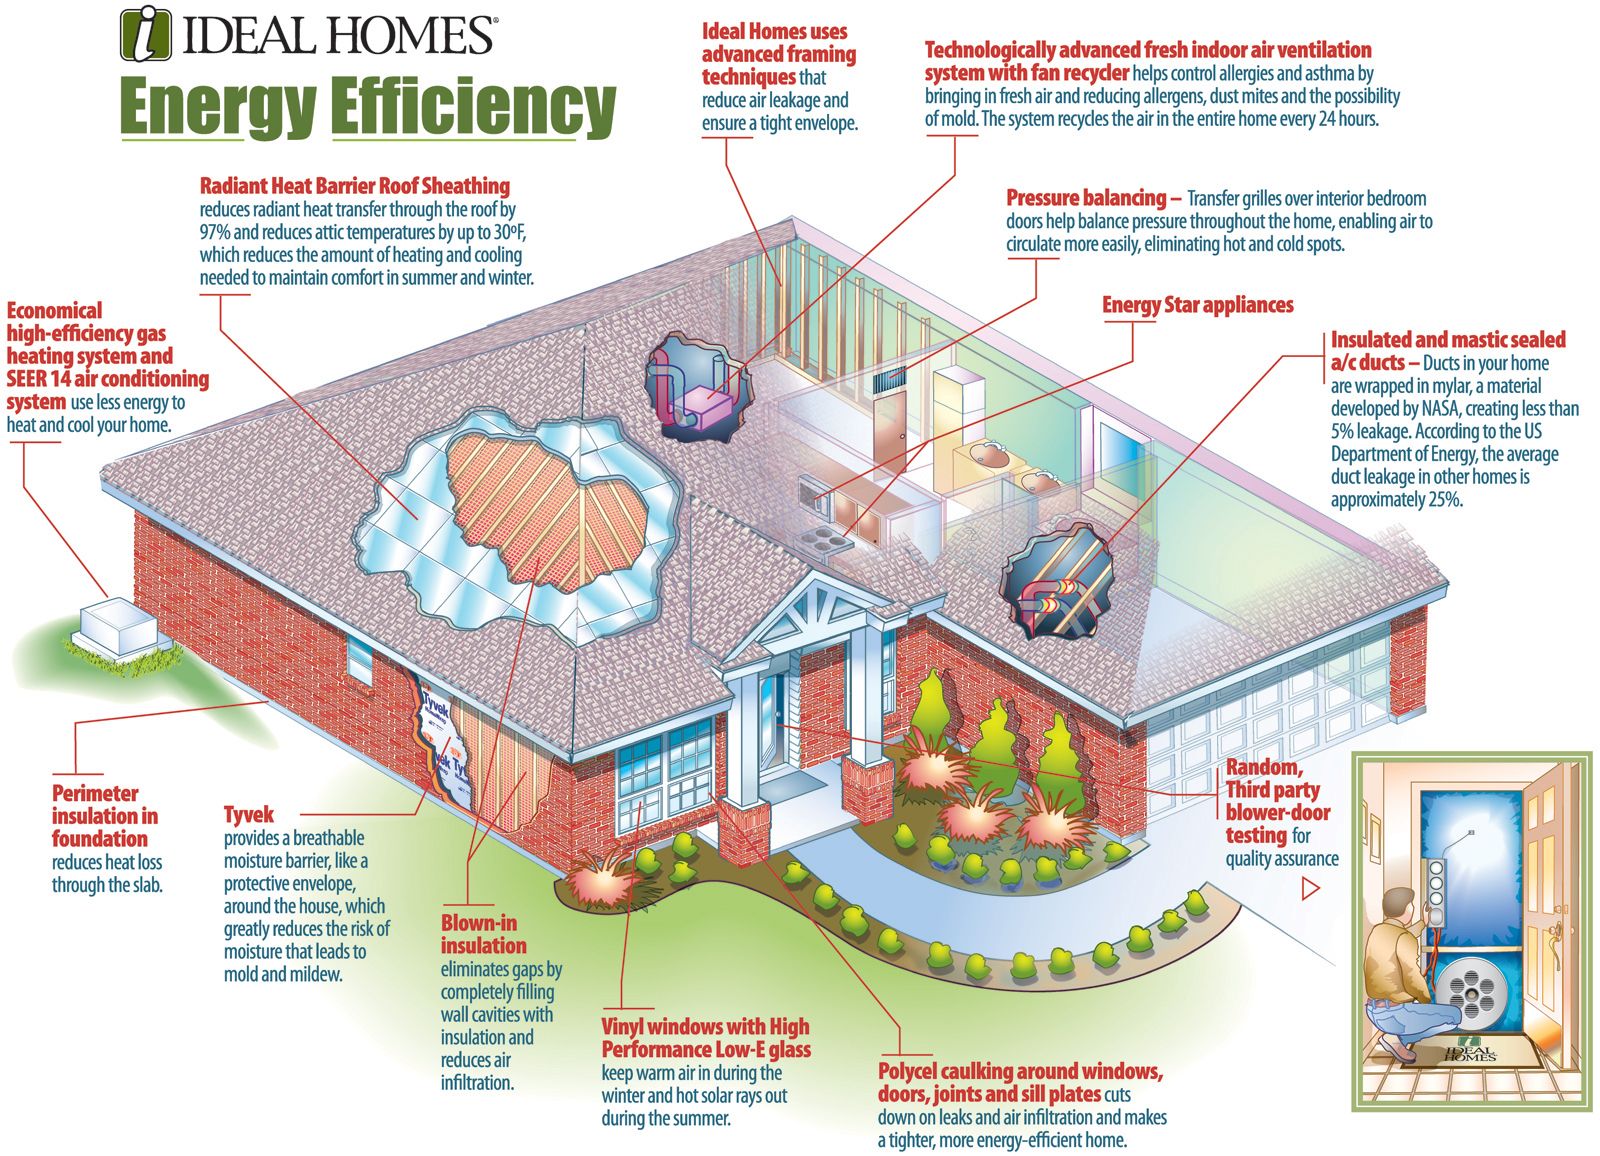 i IDEAL HOMES®
Energy Efficiency
Ideal Homes uses
advanced framing
techniques that
reduce air leakage and
ensure a tight envelope.
Technologically advanced fresh indoor air ventilation
system with fan recycler helps control allergies and asthma by
bringing in fresh air and reducing allergens, dust mites and the possibility
of mold. The system recycles the air in the entire home every 24 hours.
Radiant Heat Barrier Roof Sheathing
reduces radiant heat transfer through the roof by
97% and reduces attic temperatures by up to 30ºF,
which reduces the amount of heating and cooling
needed to maintain comfort in summer and winter.
Pressure balancing – Transfer grilles over interior bedroom
doors help balance pressure throughout the home, enabling air to
circulate more easily, eliminating hot and cold spots.
Energy Star appliances
Economical
high-efficiency gas
heating system and
SEER 14 air conditioning
system use less energy to
heat and cool your home.
Insulated and mastic sealed
a/c ducts – Ducts in your home
are wrapped in mylar, a material
developed by NASA, creating less than
5% leakage. According to the US
Department of Energy, the average
duct leakage in other homes is
approximately 25%.
Tyvek
Tyvek
Perimeter
insulation in
foundation
reduces heat loss
through the slab.
Tyvek
provides a breathable
moisture barrier, like a
protective envelope,
around the house, which
greatly reduces the risk of
moisture that leads to
mold and mildew.
Blown-in
insulation
eliminates gaps by
completely filling
wall cavities with
insulation and
reduces air
infiltration.
Vinyl windows with High
Performance Low-E glass
keep warm air in during the
winter and hot solar rays out
during the summer.
Polycel caulking around windows,
doors, joints and sill plates cuts
down on leaks and air infiltration and makes
a tighter, more energy-efficient home.
Random,
Third party
blower-door
testing for
quality assurance
IDEAL
HOMES